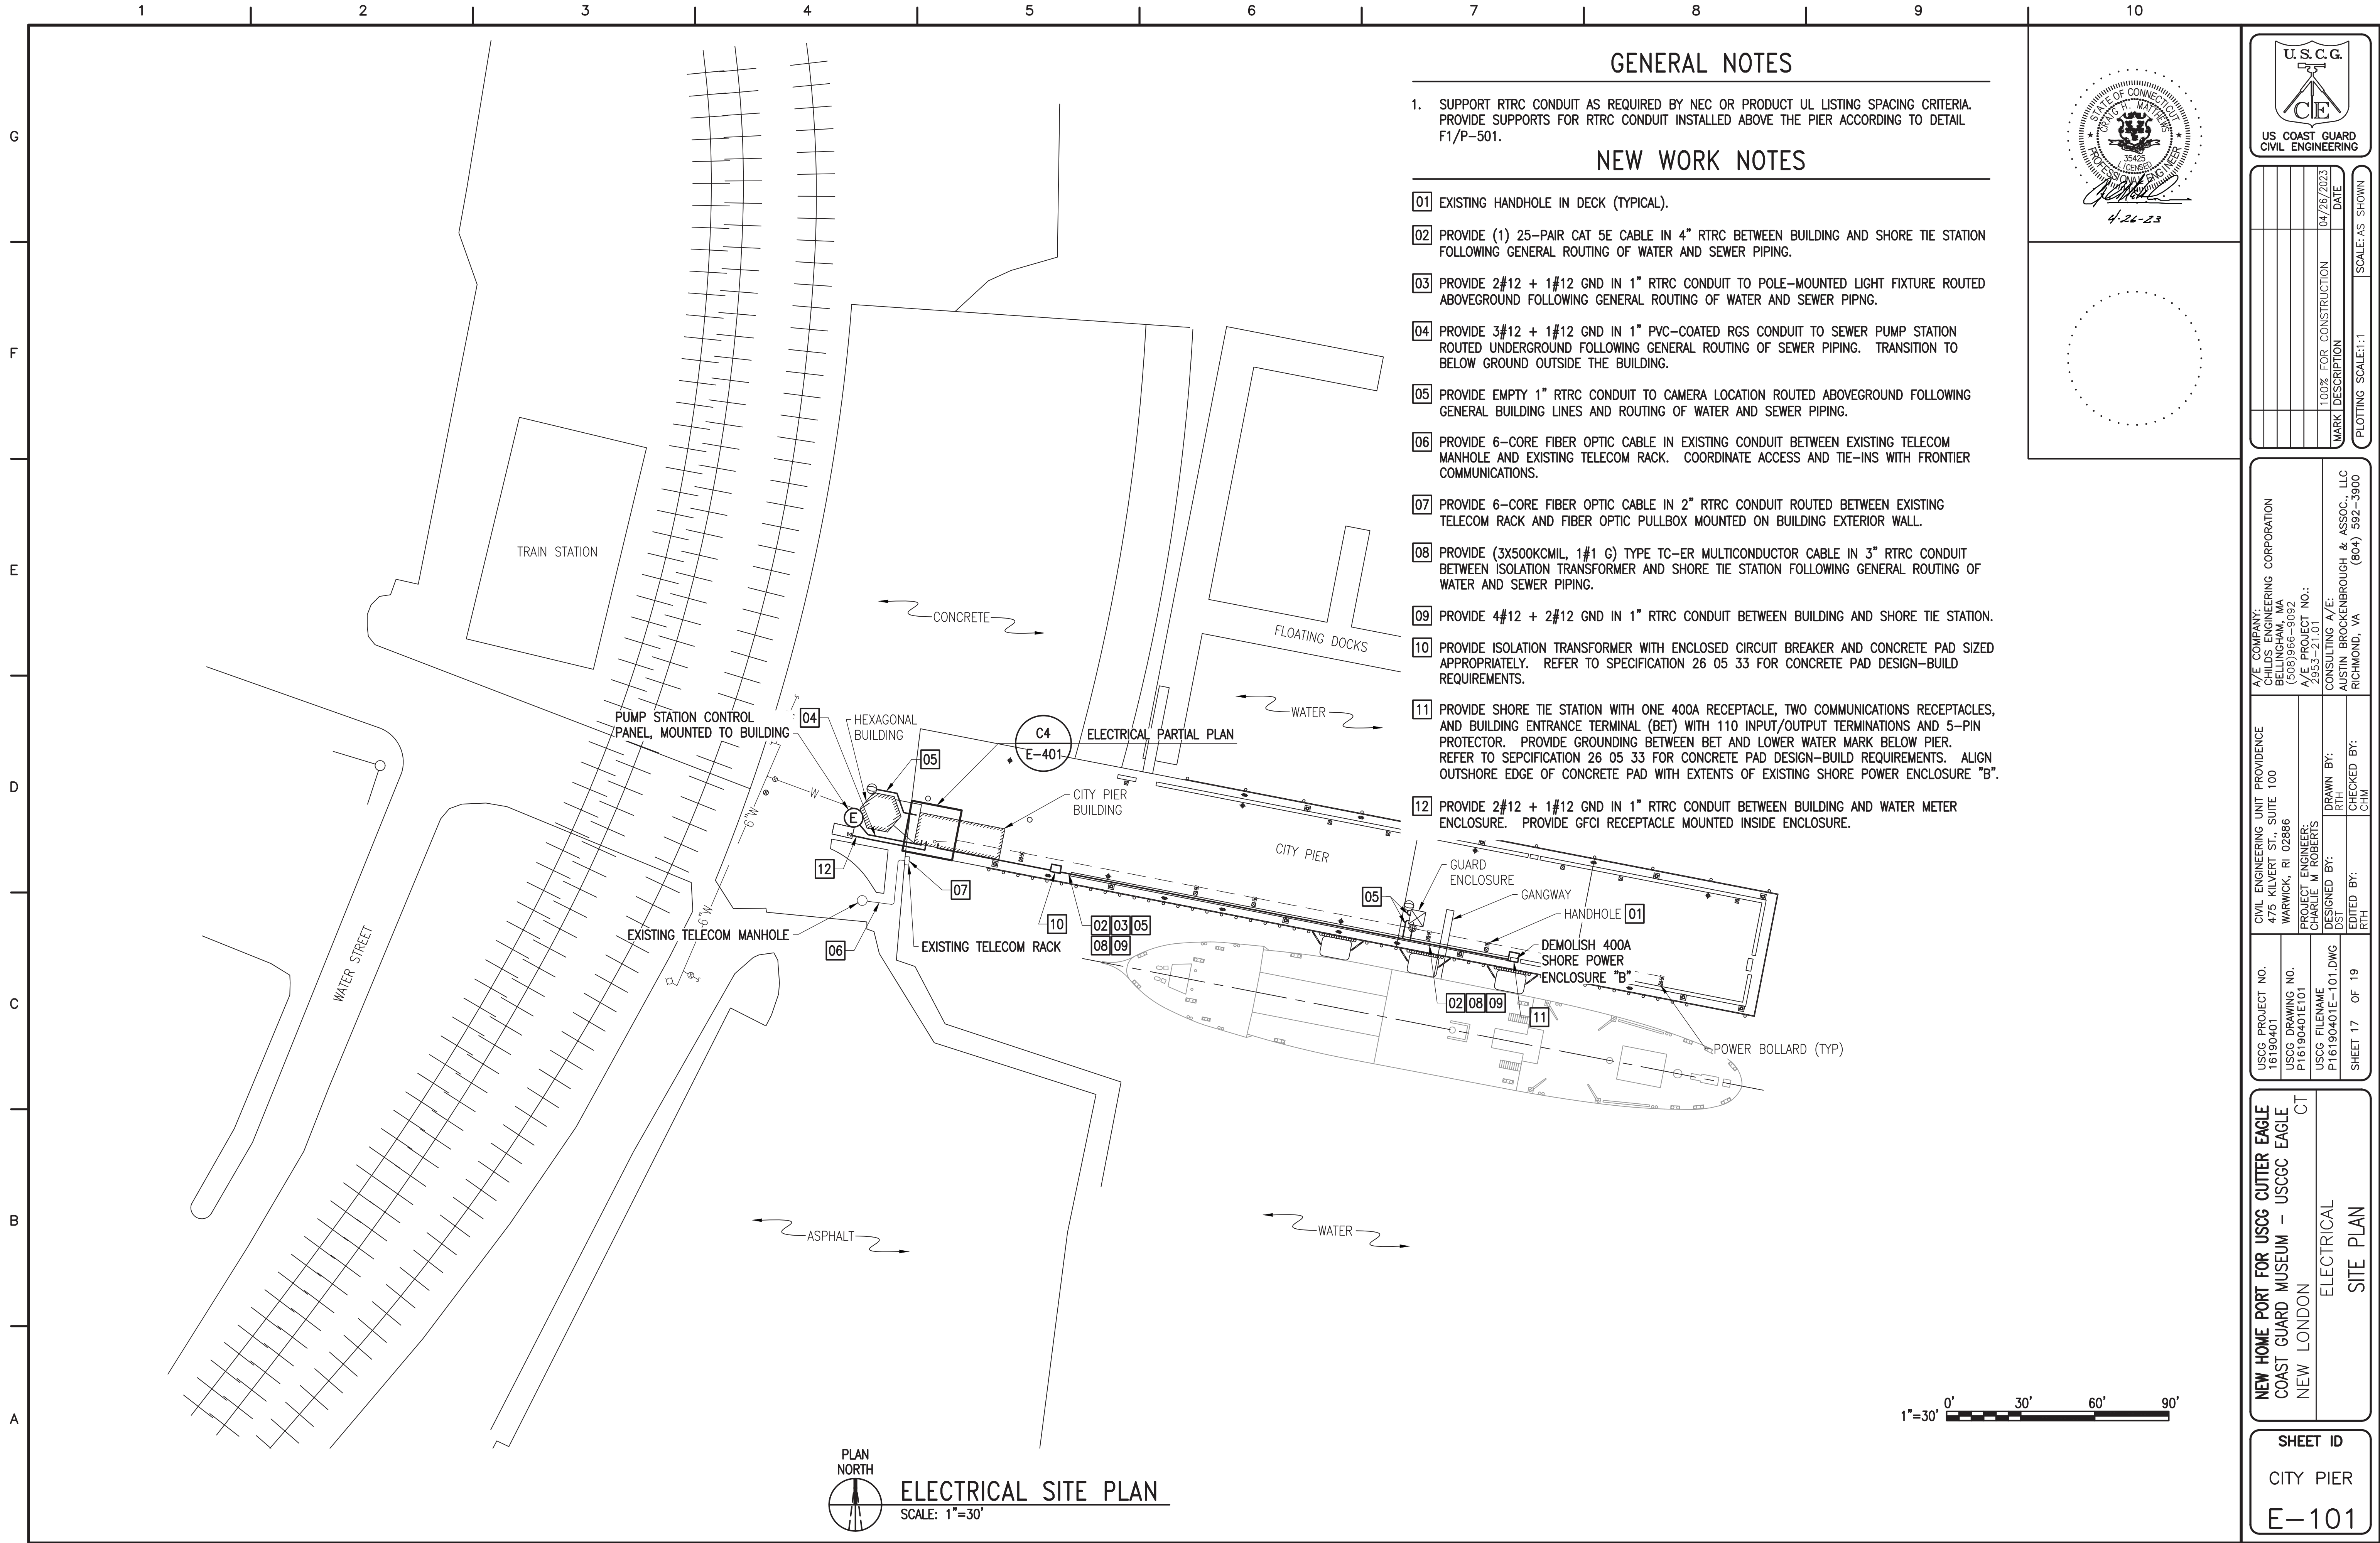 1 2 3 4 5 6 7 8 9 10
G
F
E
D
C
B
A
GENERAL NOTES
1. SUPPORT RTRC CONDUIT AS REQUIRED BY NEC OR PRODUCT UL LISTING SPACING CRITERIA.
PROVIDE SUPPORTS FOR RTRC CONDUIT INSTALLED ABOVE THE PIER ACCORDING TO DETAIL
F1/P-501.
NEW WORK NOTES
01 EXISTING HANDHOLE IN DECK (TYPICAL).
02 PROVIDE (1) 25-PAIR CAT 5E CABLE IN 4" RTRC BETWEEN BUILDING AND SHORE TIE STATION
FOLLOWING GENERAL ROUTING OF WATER AND SEWER PIPING.
03 PROVIDE 2#12 + 1#12 GND IN 1" RTRC CONDUIT TO POLE-MOUNTED LIGHT FIXTURE ROUTED
ABOVEGROUND FOLLOWING GENERAL ROUTING OF WATER AND SEWER PIPNG.
04 PROVIDE 3#12 + 1#12 GND IN 1" PVC-COATED RGS CONDUIT TO SEWER PUMP STATION
ROUTED UNDERGROUND FOLLOWING GENERAL ROUTING OF SEWER PIPING. TRANSITION TO
BELOW GROUND OUTSIDE THE BUILDING.
05 PROVIDE EMPTY 1" RTRC CONDUIT TO CAMERA LOCATION ROUTED ABOVEGROUND FOLLOWING
GENERAL BUILDING LINES AND ROUTING OF WATER AND SEWER PIPING.
06 PROVIDE 6-CORE FIBER OPTIC CABLE IN EXISTING CONDUIT BETWEEN EXISTING TELECOM
MANHOLE AND EXISTING TELECOM RACK. COORDINATE ACCESS AND TIE-INS WITH FRONTIER
COMMUNICATIONS.
07 PROVIDE 6-CORE FIBER OPTIC CABLE IN 2" RTRC CONDUIT ROUTED BETWEEN EXISTING
TELECOM RACK AND FIBER OPTIC PULLBOX MOUNTED ON BUILDING EXTERIOR WALL.
08 PROVIDE (3X500KCMIL, 1#1 G) TYPE TC-ER MULTICONDUCTOR CABLE IN 3" RTRC CONDUIT
BETWEEN ISOLATION TRANSFORMER AND SHORE TIE STATION FOLLOWING GENERAL ROUTING OF
WATER AND SEWER PIPING.
09 PROVIDE 4#12 + 2#12 GND IN 1" RTRC CONDUIT BETWEEN BUILDING AND SHORE TIE STATION.
10 PROVIDE ISOLATION TRANSFORMER WITH ENCLOSED CIRCUIT BREAKER AND CONCRETE PAD SIZED
APPROPRIATELY. REFER TO SPECIFICATION 26 05 33 FOR CONCRETE PAD DESIGN-BUILD
REQUIREMENTS.
11 PROVIDE SHORE TIE STATION WITH ONE 400A RECEPTACLE, TWO COMMUNICATIONS RECEPTACLES,
AND BUILDING ENTRANCE TERMINAL (BET) WITH 110 INPUT/OUTPUT TERMINATIONS AND 5-PIN
PROTECTOR. PROVIDE GROUNDING BETWEEN BET AND LOWER WATER MARK BELOW PIER.
REFER TO SEPCIFICATION 26 05 33 FOR CONCRETE PAD DESIGN-BUILD REQUIREMENTS. ALIGN
OUTSHORE EDGE OF CONCRETE PAD WITH EXTENTS OF EXISTING SHORE POWER ENCLOSURE "B".
12 PROVIDE 2#12 + 1#12 GND IN 1" RTRC CONDUIT BETWEEN BUILDING AND WATER METER
ENCLOSURE. PROVIDE GFCI RECEPTACLE MOUNTED INSIDE ENCLOSURE.
STATE OF CONNECTICUT
CRAIG H. MATTHEWS
35425
LICENSED
PROFESSIONAL ENGINEER
4-26-23
TRAIN STATION
CONCRETE
FLOATING DOCKS
WATER
PUMP STATION CONTROL
PANEL, MOUNTED TO BUILDING
04
HEXAGONAL
BUILDING
05
C4
E-401
ELECTRICAL PARTIAL PLAN
CITY PIER
BUILDING
W
6"W
E
12
07
CITY PIER
GUARD
ENCLOSURE
05
GANGWAY
HANDHOLE 01
10
02 03 05
08 09
6"W
EXISTING TELECOM MANHOLE
06
EXISTING TELECOM RACK
DEMOLISH 400A
SHORE POWER
ENCLOSURE "B"
02 08 09
11
POWER BOLLARD (TYP)
WATER STREET
ASPHALT
WATER
1"=30'
0' 30' 60' 90'
PLAN
NORTH
ELECTRICAL SITE PLAN
SCALE: 1"=30'
U.S.C.G.
CE
US COAST GUARD
CIVIL ENGINEERING
100% FOR CONSTRUCTION 04/26/2023
MARK DESCRIPTION DATE
PLOTTING SCALE:1:1 SCALE: AS SHOWN
A/E COMPANY:
CHILDS ENGINEERING CORPORATION
BELLINGHAM, MA
(508)966-9092
A/E PROJECT NO.:
2953-21.01
CONSULTING A/E:
AUSTIN BROCKENBROUGH & ASSOC., LLC
RICHMOND, VA (804) 592-3900
CIVIL ENGINEERING UNIT PROVIDENCE
475 KILVERT ST., SUITE 100
WARWICK, RI 02886
PROJECT ENGINEER:
CHARLIE M ROBERTS
DESIGNED BY:
DST
DRAWN BY:
RTH
EDITED BY:
RTH
CHECKED BY:
CHM
USCG PROJECT NO.
16190401
USCG DRAWING NO.
P16190401E101
USCG FILENAME
P16190401E-101.DWG
SHEET 17 OF 19
NEW HOME PORT FOR USCG CUTTER EAGLE
COAST GUARD MUSEUM - USCGC EAGLE
NEW LONDON CT
ELECTRICAL
SITE PLAN
SHEET ID
CITY PIER
E-101